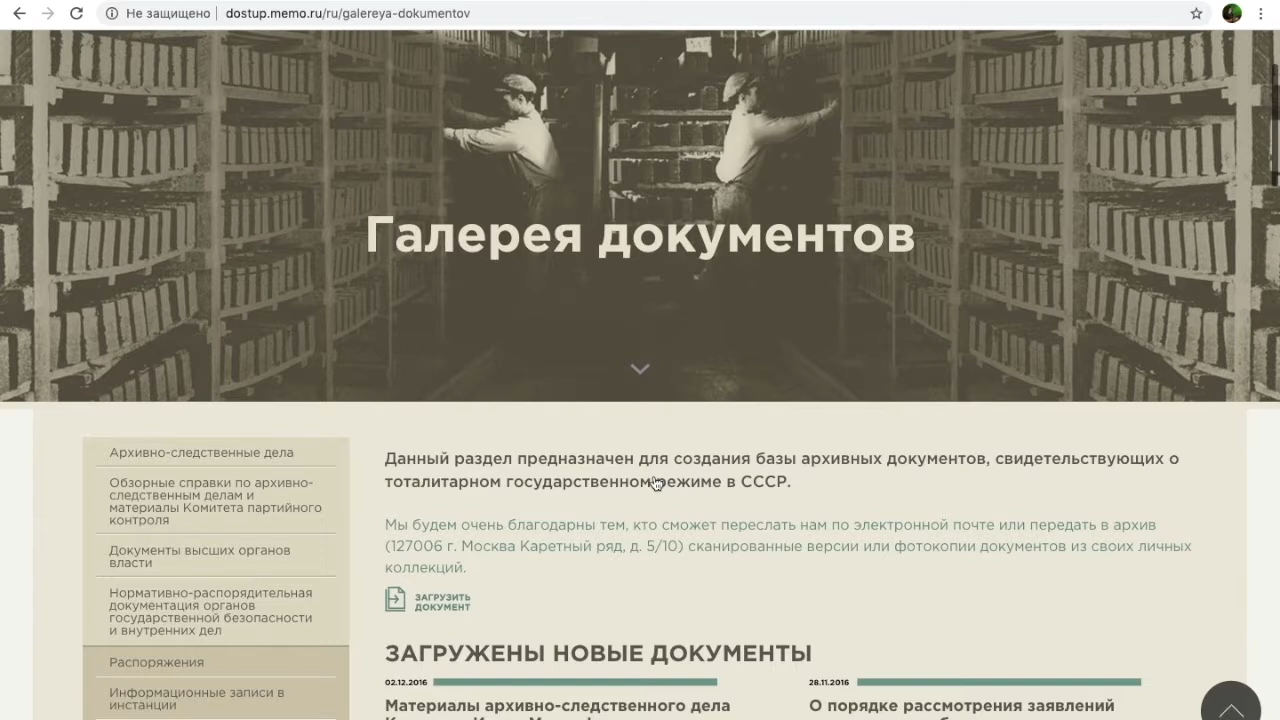 Не защищено
dostup.memo.ru/ru/galereya-dokumentov
Галерея документов
Архивно-следственные дела
Обзорные справки по архивно-
следственным делам и
материалы Комитета партийного
контроля
Документы высших органов
власти
Нормативно-распорядительная
документация органов
государственной безопасности
и внутренних дел
Распоряжения
Информационные записи в
инстанции
Данный раздел предназначен для создания базы архивных документов, свидетельствующих о
тоталитарном государственном режиме в СССР.
Мы будем очень благодарны тем, кто сможет переслать нам по электронной почте или передать в архив
(127006 г. Москва Каретный ряд, д. 5/10) сканированные версии или фотокопии документов из своих личных
коллекций.
ЗАГРУЗИТЬ
ДОКУМЕНТ
ЗАГРУЖЕНЫ НОВЫЕ ДОКУМЕНТЫ
02.12.2016
Материалы архивно-следственного дела
28.11.2016
О порядке рассмотрения заявлений